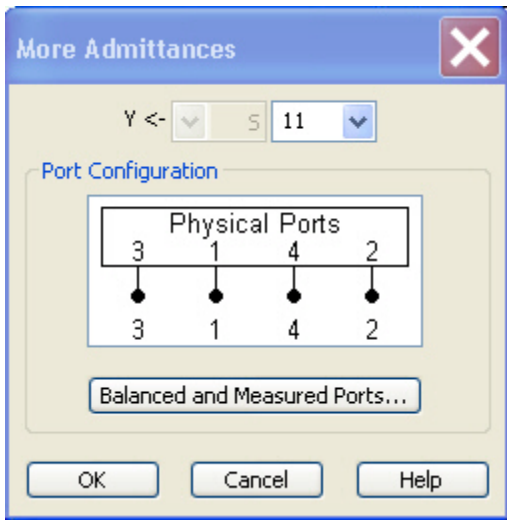 More Admittances
Y <- S 11
Port Configuration
Physical Ports
3 1 4 2
3 1 4 2
Balanced and Measured Ports...
OK Cancel Help